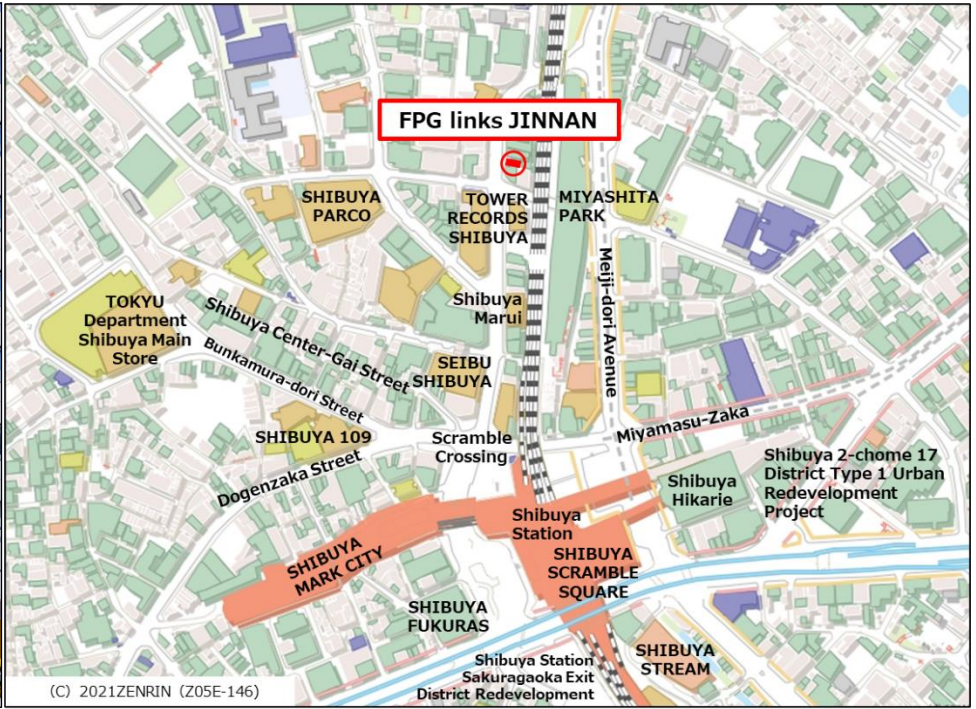 FPG links JINNAN
SHIBUYA
PARCO
TOWER
RECORDS
SHIBUYA
MIYASHITA
PARK
Meiji-dori Avenue
Shibuya
Marui
TOKYU
Department
Shibuya Main
Store
Shibuya Center-Gai Street
Bunkamura-dori Street
SEIBU
SHIBUYA
SHIBUYA 109
Dogenzaka Street
Scramble
Crossing
Miyamasu-Zaka
Shibuya
Hikarie
Shibuya 2-chome 17
District Type 1 Urban
Redevelopment
Project
Shibuya
Station
SHIBUYA
MARK CITY
SHIBUYA
SCRAMBLE
SQUARE
SHIBUYA
FUKURAS
SHIBUYA
STREAM
Shibuya Station
Sakuragaoka Exit
District Redevelopment
(C) 2021ZENRIN (Z05E-146)